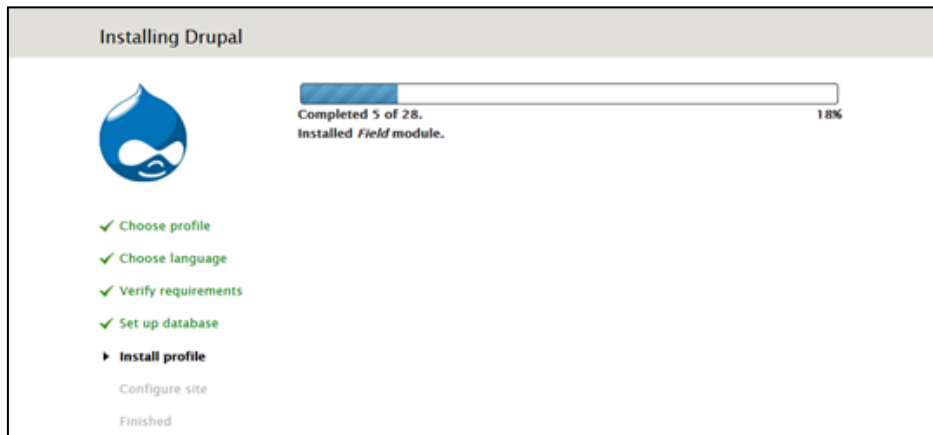 Installing Drupal
Completed 5 of 28. 18%
Installed Field module.
Choose profile
Choose language
Verify requirements
Set up database
Install profile
Configure site
Finished